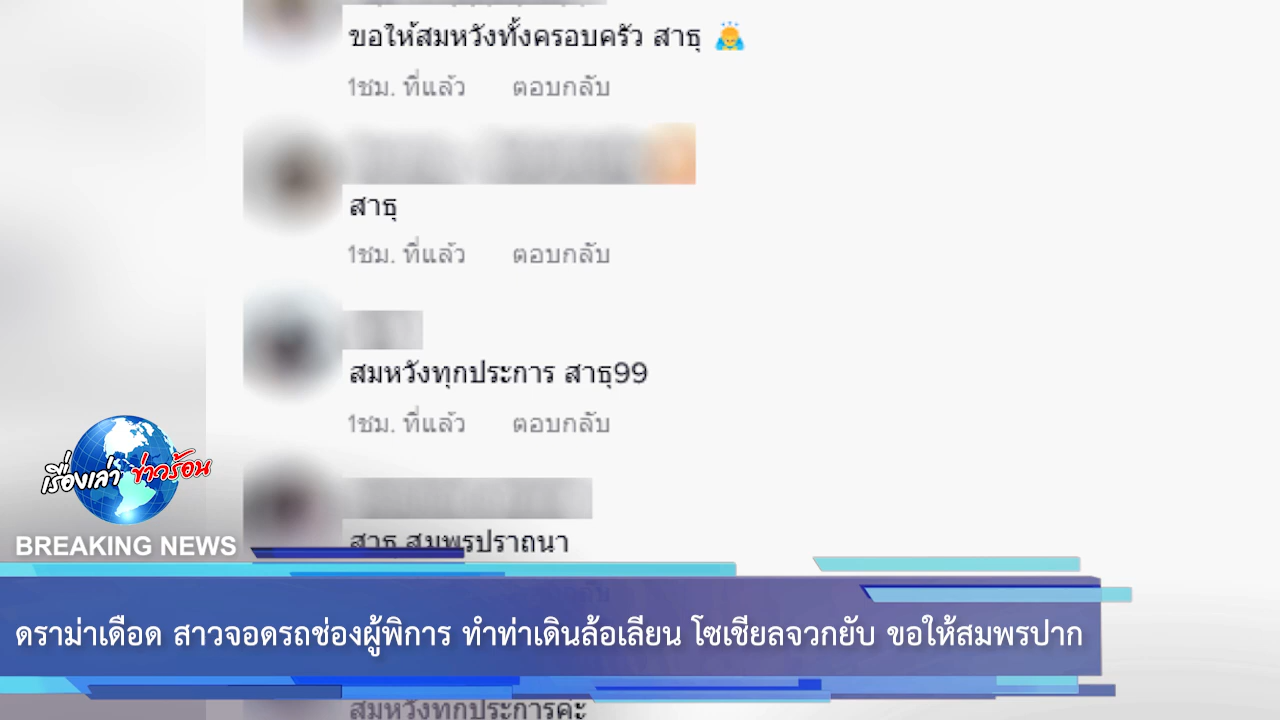 ขอให้สมหวังทั้งครอบครัว สาธุ 🙇
1ชม. ที่แล้ว ตอบกลับ
สาธุ
1ชม. ที่แล้ว ตอบกลับ
สมหวังทุกประการ สาธุ99
1ชม. ที่แล้ว ตอบกลับ
สาธุ สมพรปราถนา
เรื่องเล่า ข่าวร้อน
BREAKING NEWS
ดราม่าเดือด สาวจอดรถช่องผู้พิการ ทำท่าเดินล้อเลียน โซเชียลจวกยับ ขอให้สมพรปาก
สมหวังทุกประการค่ะ